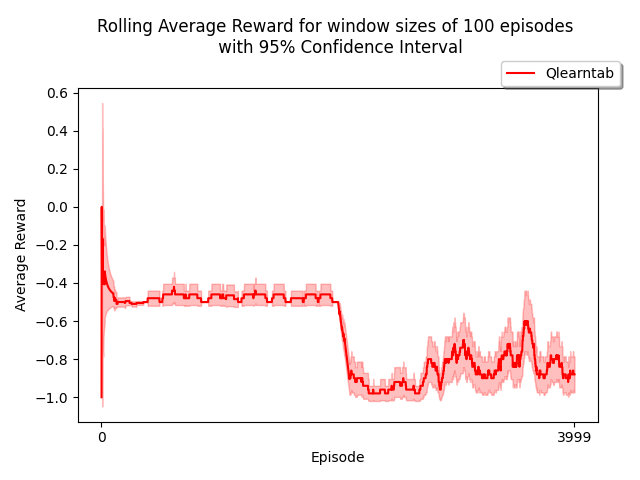 Rolling Average Reward for window sizes of 100 episodes
with 95% Confidence Interval
Qlearntab
0.6
0.4
0.2
0.0
−0.2
−0.4
−0.6
−0.8
−1.0
Average Reward
0
3999
Episode